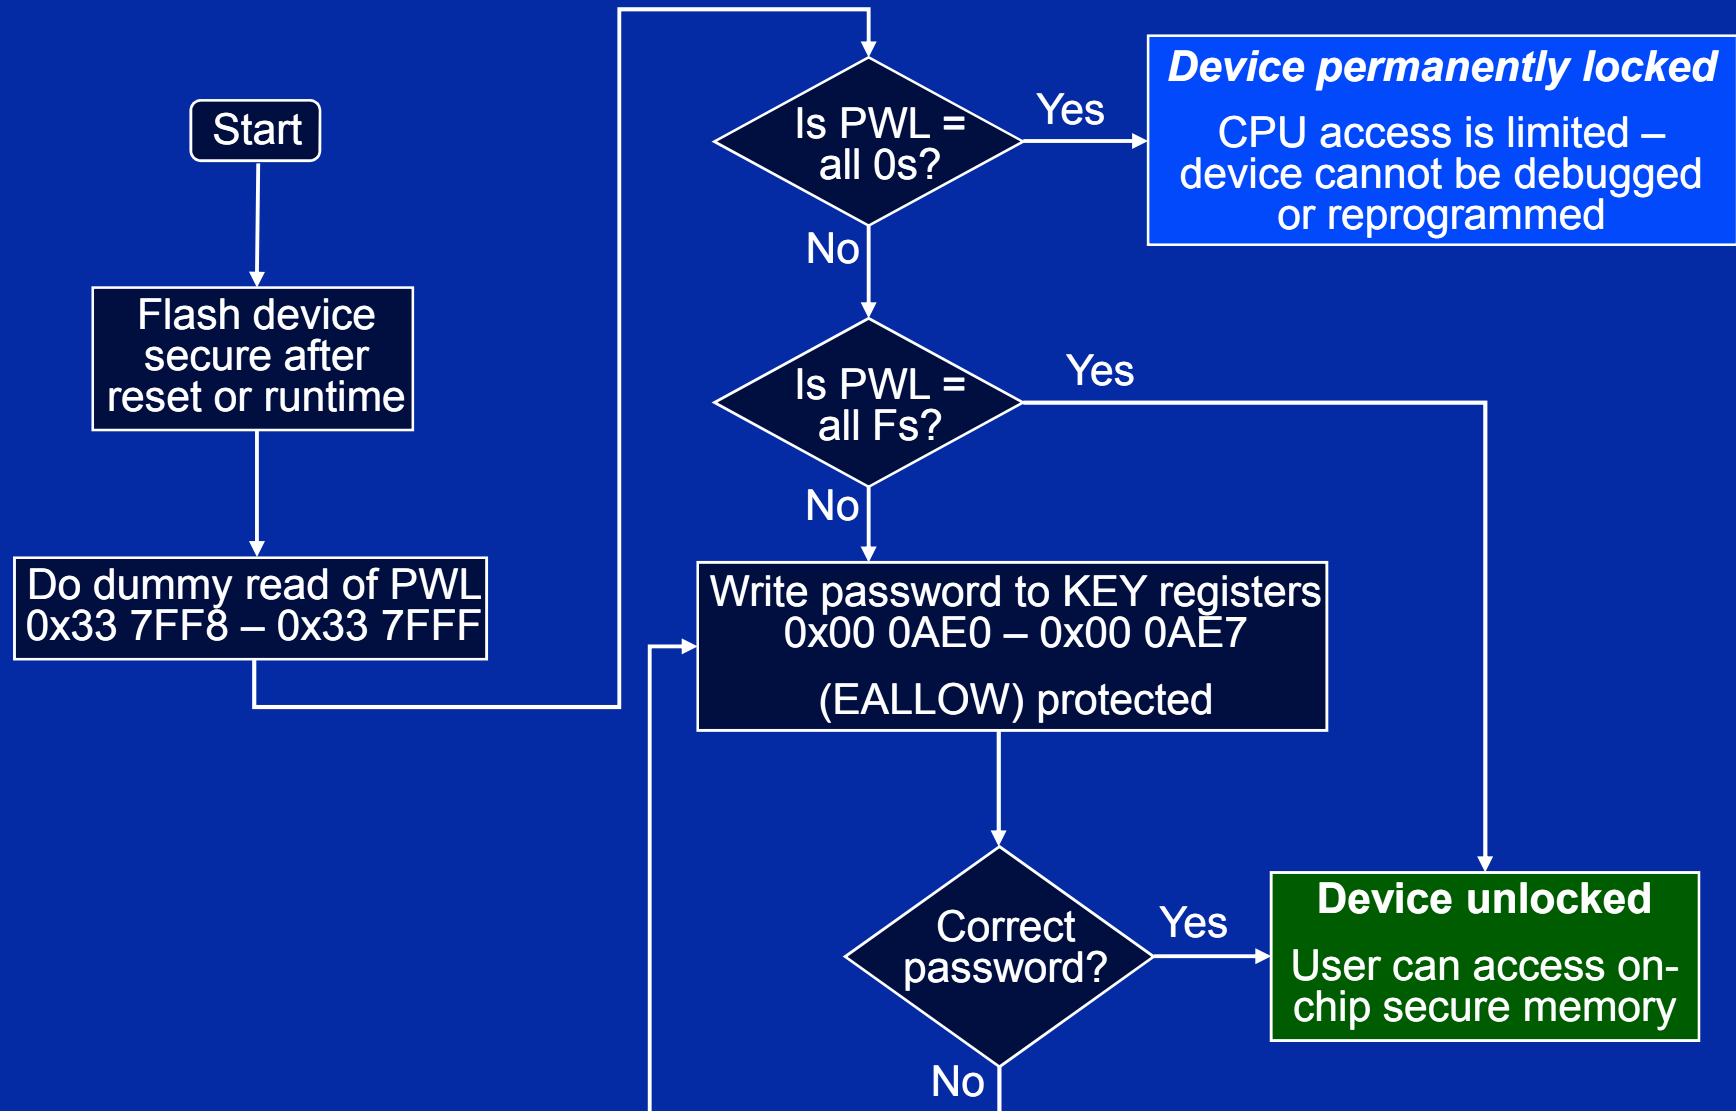 Start
Flash device
secure after
reset or runtime
Do dummy read of PWL
0x33 7FF8 – 0x33 7FFF
Is PWL =
all 0s?
Yes
No
Device permanently locked
CPU access is limited –
device cannot be debugged
or reprogrammed
Is PWL =
all Fs?
Yes
No
Write password to KEY registers
0x00 0AE0 – 0x00 0AE7
(EALLOW) protected
Correct
password?
Yes
No
Device unlocked
User can access on-
chip secure memory